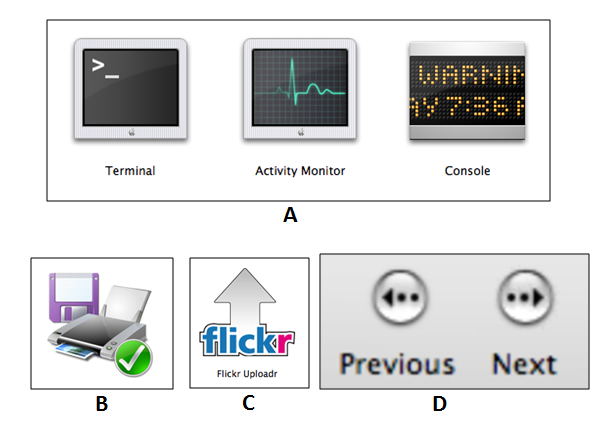 >_
WARNIN
AY 7:36
Terminal
Activity Monitor
Console
A
flickr
Flickr Uploadr
Previous
Next
B
C
D